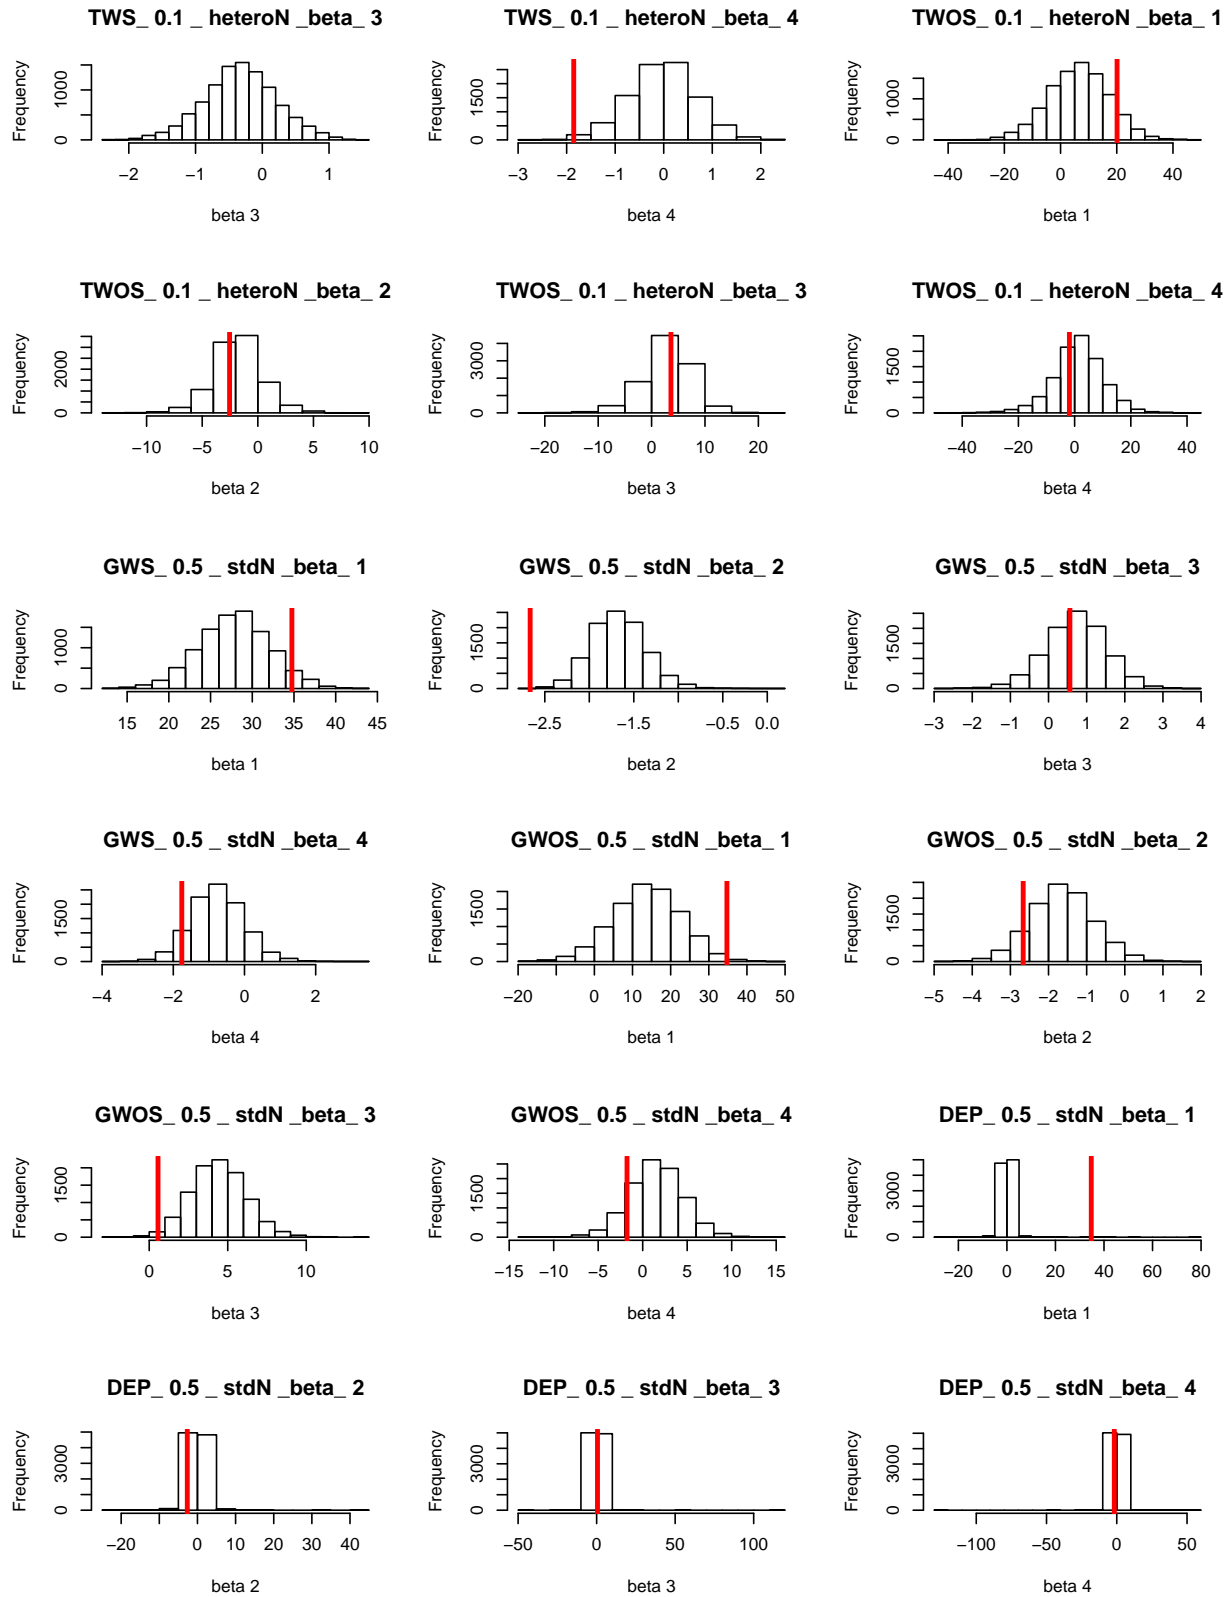 TWS_ 0.1 _ heteroN _beta_ 3
Frequency
0 1000
−2 −1 0 1
beta 3
TWS_ 0.1 _ heteroN _beta_ 4
Frequency
0 1500
−3 −2 −1 0 1 2
beta 4
TWOS_ 0.1 _ heteroN _beta_ 1
Frequency
0 1000
−40 −20 0 20 40
beta 1
TWOS_ 0.1 _ heteroN _beta_ 2
Frequency
0 2000
−10 −5 0 5 10
beta 2
TWOS_ 0.1 _ heteroN _beta_ 3
Frequency
0 3000
−20 −10 0 10 20
beta 3
TWOS_ 0.1 _ heteroN _beta_ 4
Frequency
0 1500
−40 −20 0 20 40
beta 4
GWS_ 0.5 _ stdN _beta_ 1
Frequency
0 1000
15 20 25 30 35 40 45
beta 1
GWS_ 0.5 _ stdN _beta_ 2
Frequency
0 1500
−2.5 −1.5 −0.5 0.0
beta 2
GWS_ 0.5 _ stdN _beta_ 3
Frequency
0 1500
−3 −2 −1 0 1 2 3 4
beta 3
GWS_ 0.5 _ stdN _beta_ 4
Frequency
0 1500
−4 −2 0 2
beta 4
GWOS_ 0.5 _ stdN _beta_ 1
Frequency
0 1500
−20 0 10 20 30 40 50
beta 1
GWOS_ 0.5 _ stdN _beta_ 2
Frequency
0 1500
−5 −4 −3 −2 −1 0 1 2
beta 2
GWOS_ 0.5 _ stdN _beta_ 3
Frequency
0 1500
0 5 10
beta 3
GWOS_ 0.5 _ stdN _beta_ 4
Frequency
0 1500
−15 −10 −5 0 5 10 15
beta 4
DEP_ 0.5 _ stdN _beta_ 1
Frequency
0 3000
−20 0 20 40 60 80
beta 1
DEP_ 0.5 _ stdN _beta_ 2
Frequency
0 3000
−20 0 10 20 30 40
beta 2
DEP_ 0.5 _ stdN _beta_ 3
Frequency
0 3000
−50 0 50 100
beta 3
DEP_ 0.5 _ stdN _beta_ 4
Frequency
0 3000
−100 −50 0 50
beta 4